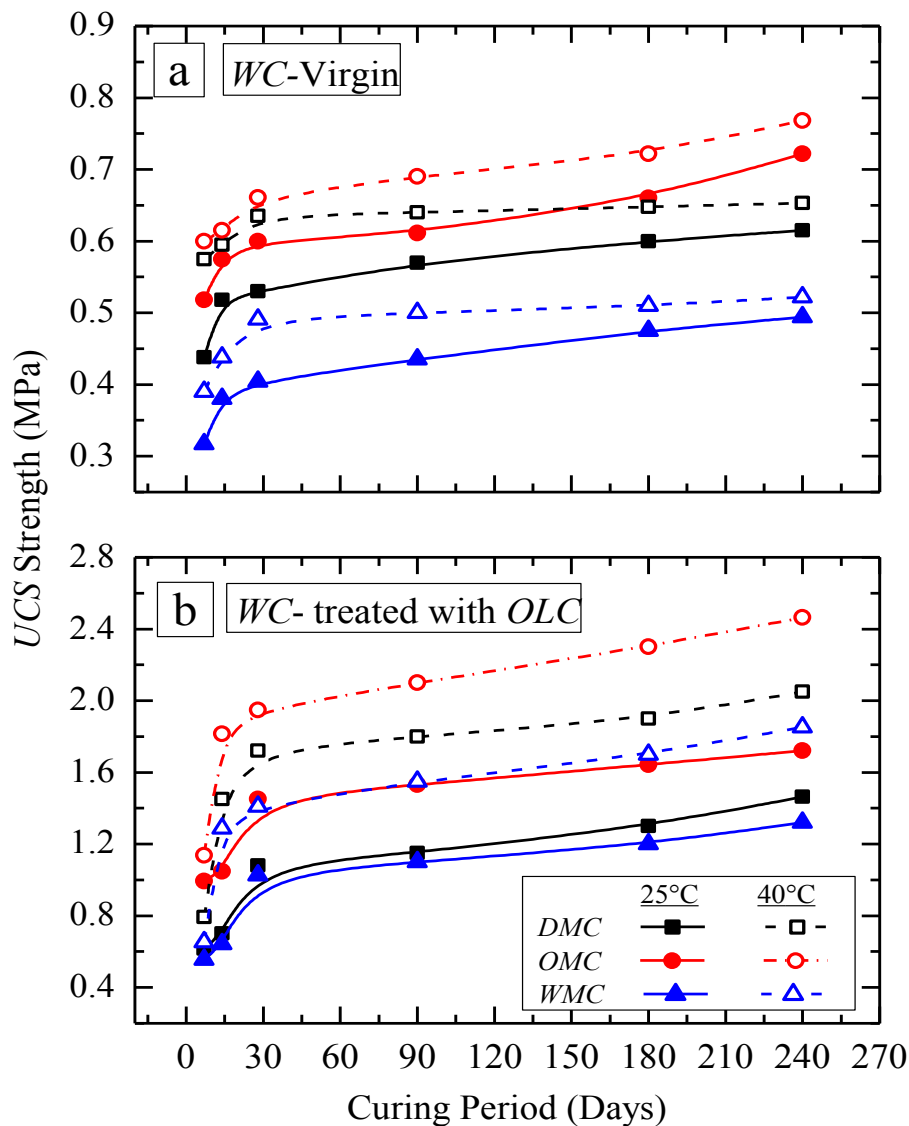 UCS Strength (MPa)
0.9
0.8
0.7
0.6
0.5
0.4
0.3
a
WC-Virgin
2.8
2.4
2.0
1.6
1.2
0.8
0.4
b
WC- treated with OLC
25°C 40°C
DMC
OMC
WMC
0 30 60 90 120 150 180 210 240 270
Curing Period (Days)